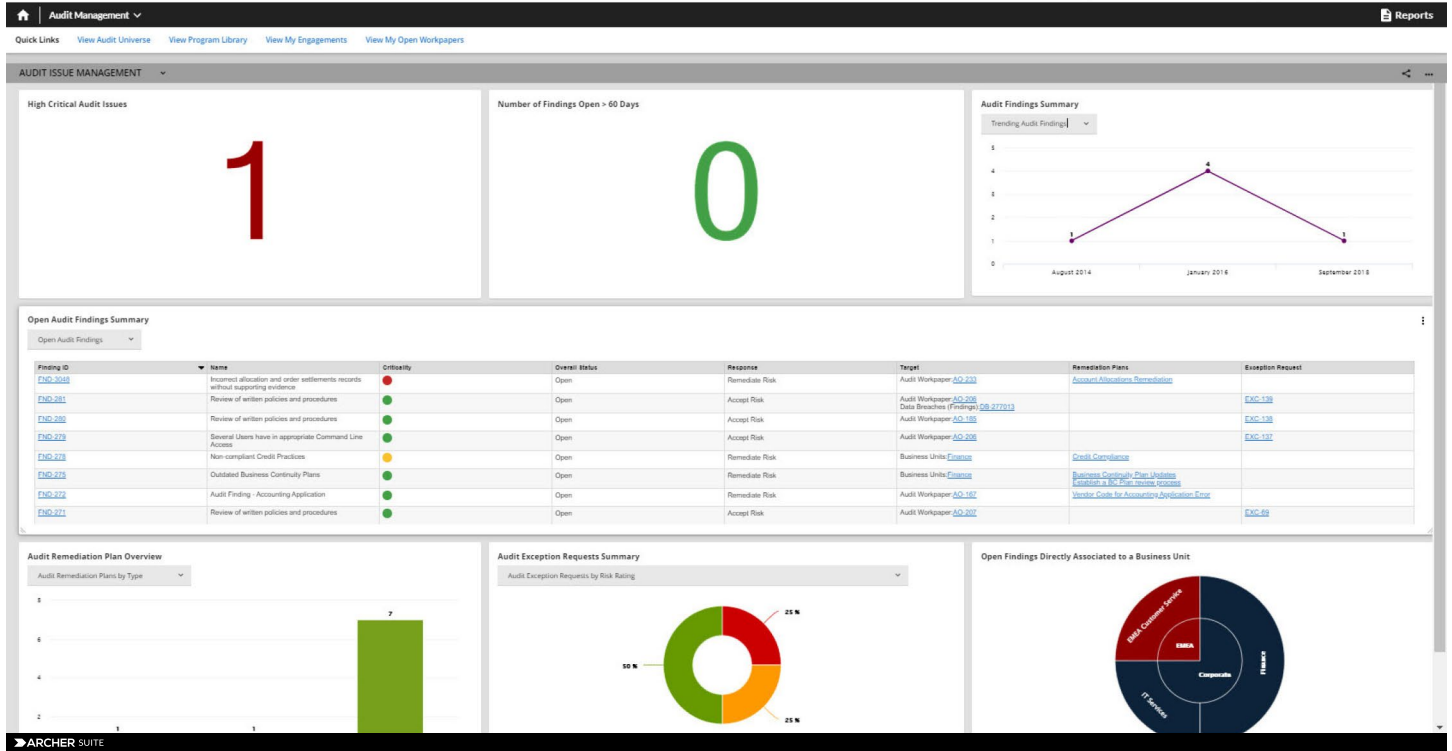 Audit Management
Reports
Quick Links View Audit Universe View Program Library View My Engagements View My Open Workpapers
AUDIT ISSUE MANAGEMENT
High Critical Audit Issues
1
Number of Findings Open > 60 Days
0
Audit Findings Summary
Trending Audit Findings
5
4
3
2
1
0
1
4
1
August 2014 January 2016 September 2018
Open Audit Findings Summary
Open Audit Findings
Finding ID Name Criticality Overall Status Response Target Remediation Plans Exception Request
FND-3048 Incorrect allocation and order settlements records Open Remediate Risk Audit Workpaper:AO-233 Account Allocations Remediation
without supporting evidence
FND-281 Review of written policies and procedures Open Accept Risk Audit Workpaper:AO-206 EXC-139
Data Breaches (Findings):DB-277013
FND-280 Review of written policies and procedures Open Accept Risk Audit Workpaper:AO-185 EXC-138
FND-279 Several Users have in appropriate Command Line Open Accept Risk Audit Workpaper:AO-206 EXC-137
Access
FND-278 Non-compliant Credit Practices Open Remediate Risk Business Units:Finance Credit Compliance
FND-275 Outdated Business Continuity Plans Open Remediate Risk Business Units:Finance Business Continuity Plan Updates
Establish a BC Plan review process
FND-272 Audit Finding - Accounting Application Open Remediate Risk Audit Workpaper:AO-167 Vendor Code for Accounting Application Error
FND-271 Review of written policies and procedures Open Accept Risk Audit Workpaper:AO-207 EXC-69
Audit Remediation Plan Overview
Audit Remediation Plans by Type
8
6
4
2
1
1
7
Audit Exception Requests Summary
Audit Exception Requests by Risk Rating
25 %
50 %
25 %
Open Findings Directly Associated to a Business Unit
EMEA Customer Service
EMEA
Corporate
Finance
IT Services
ARCHER SUITE